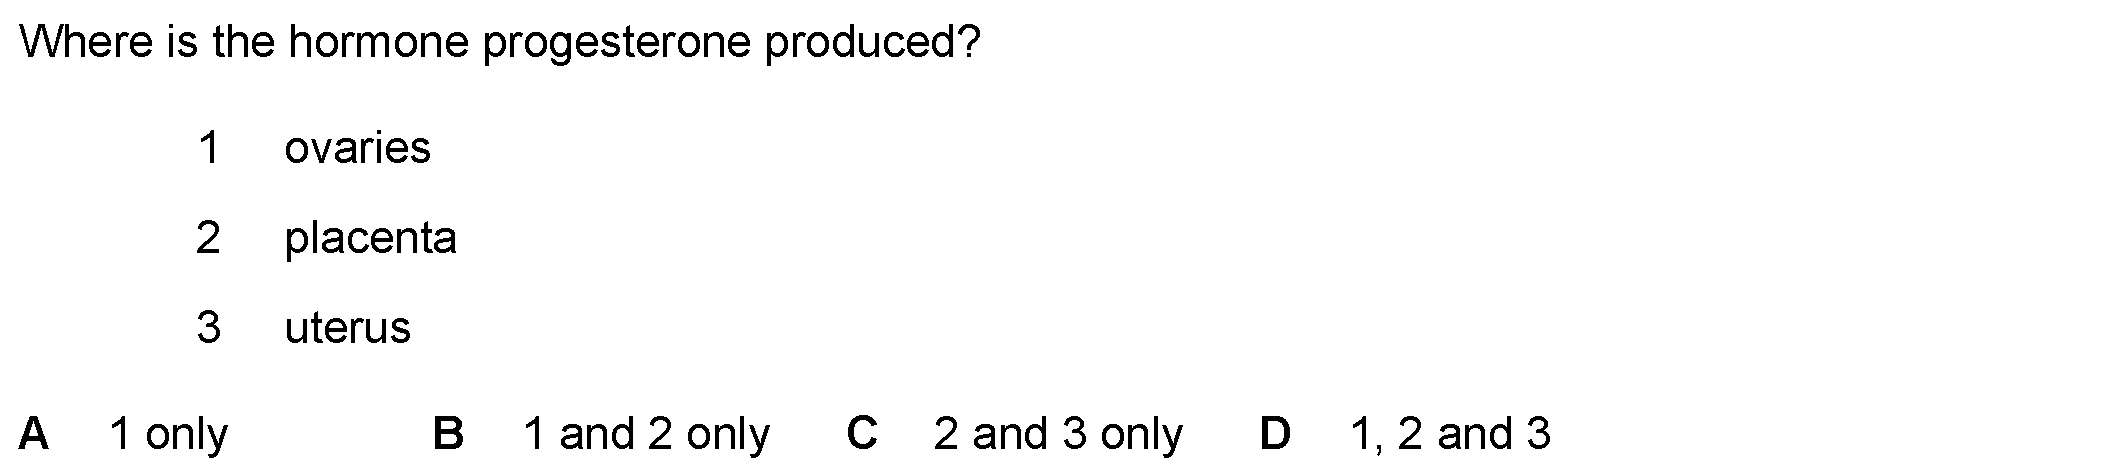 Where is the hormone progesterone produced?
1 ovaries
2 placenta
3 uterus
A 1 only B 1 and 2 only C 2 and 3 only D 1, 2 and 3